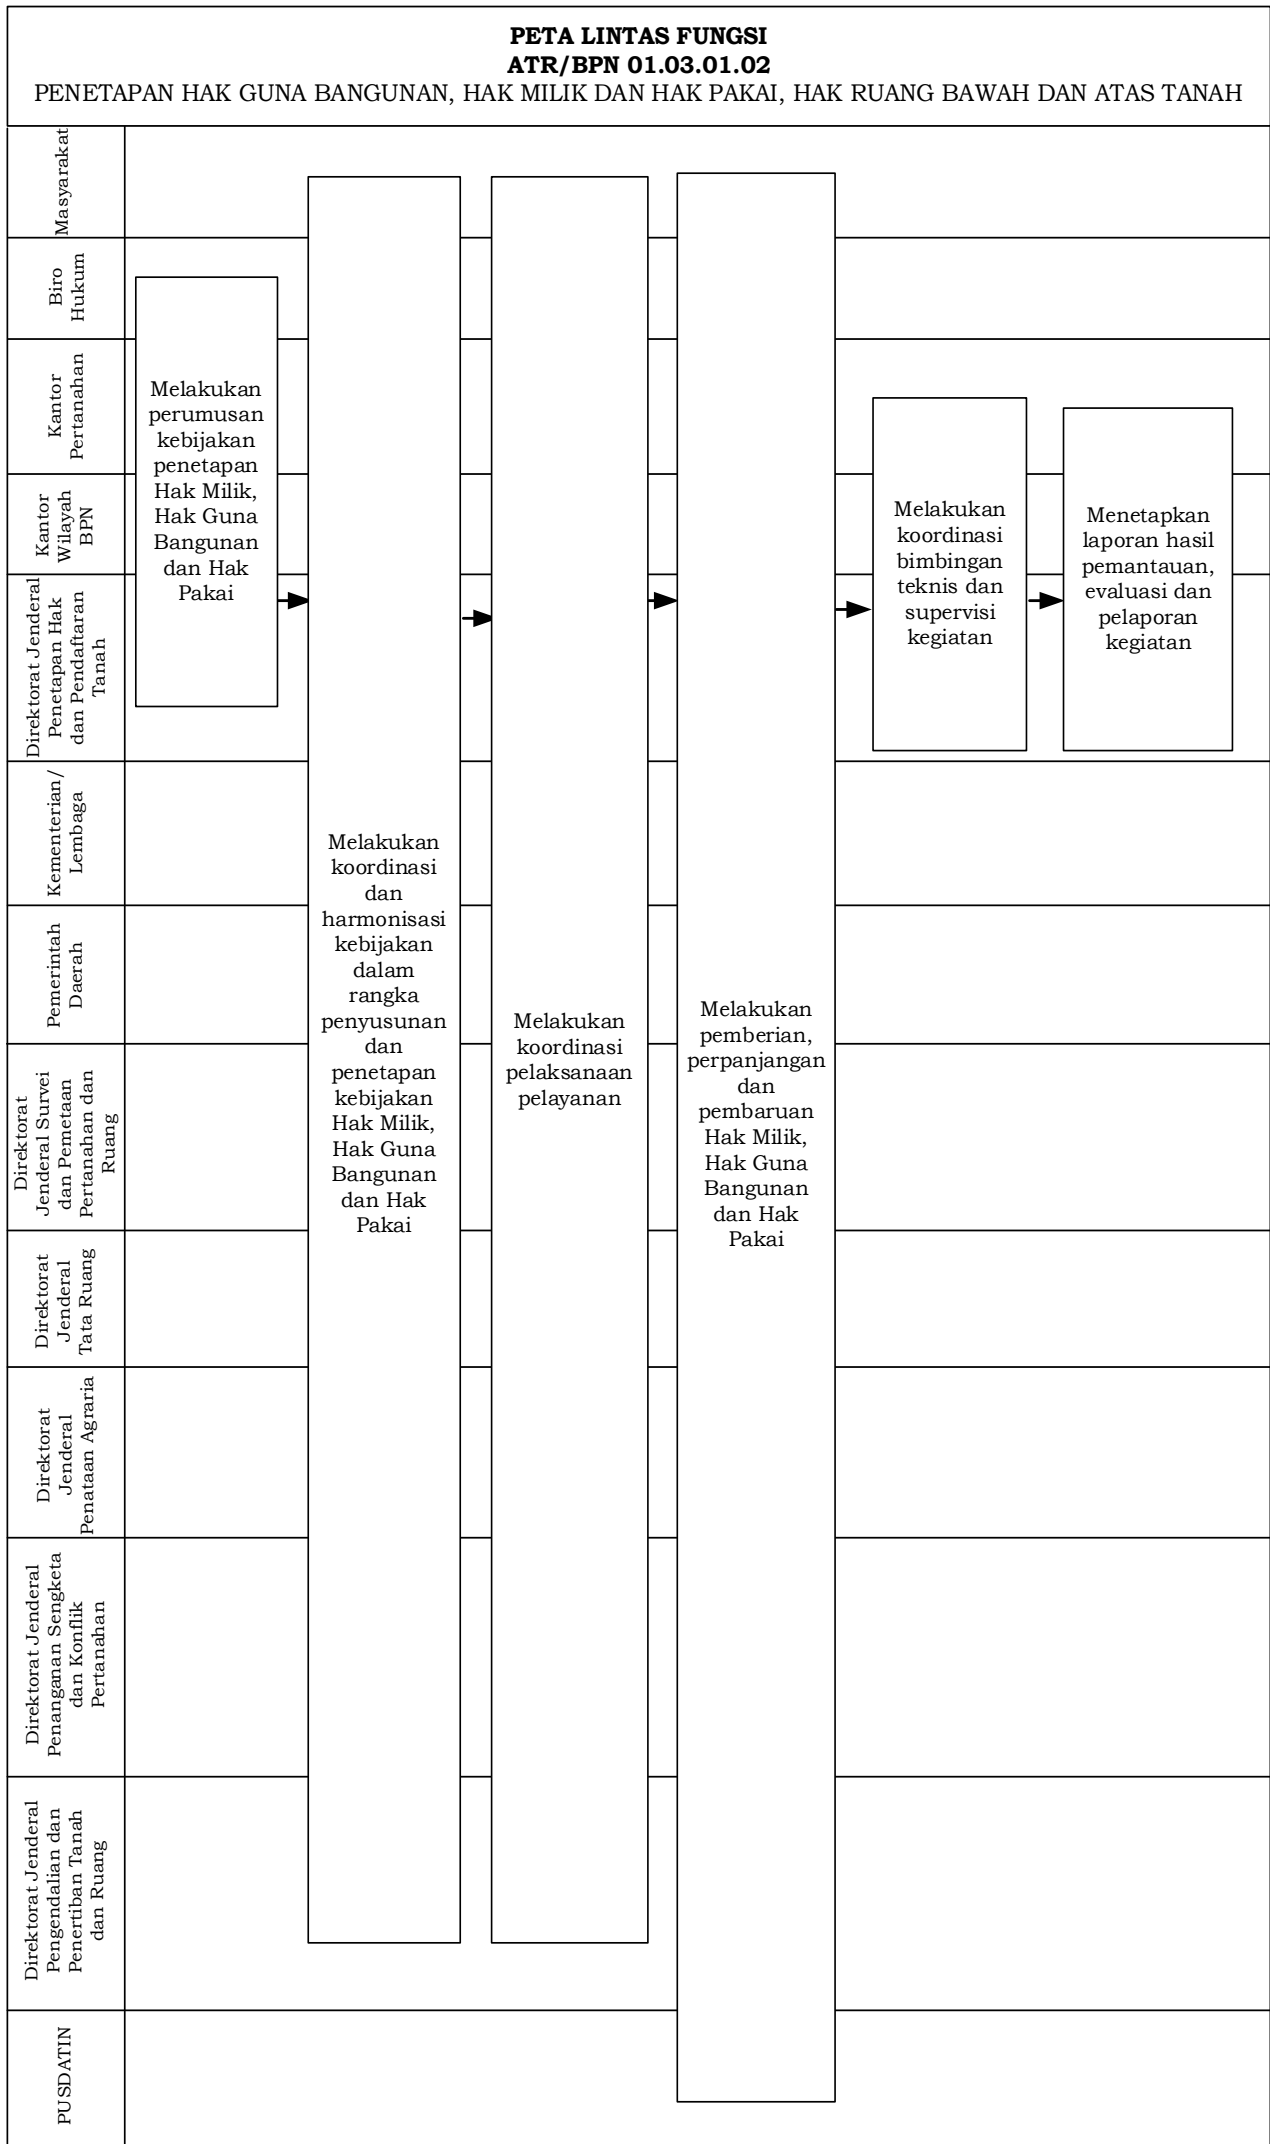 PETA LINTAS FUNGSI
ATR/BPN 01.03.01.02
PENETAPAN HAK GUNA BANGUNAN, HAK MILIK DAN HAK PAKAI, HAK RUANG BAWAH DAN ATAS TANAH
Masyarakat
Biro
Hukum
Kantor
Pertanahan
Kantor
Wilayah
BPN
Direktorat Jenderal
Penetapan Hak
dan Pendaftaran
Tanah
Kementerian/
Lembaga
Pemerintah
Daerah
Direktorat
Jenderal Survei
dan Pemetaan
Pertanahan dan
Ruang
Direktorat
Jenderal
Tata Ruang
Direktorat
Jenderal
Penataan Agraria
Direktorat Jenderal
Penanganan Sengketa
dan Konflik
Pertanahan
Direktorat Jenderal
Pengendalian dan
Penertiban Tanah
dan Ruang
PUSDATIN
Melakukan
perumusan
kebijakan
penetapan
Hak Milik,
Hak Guna
Bangunan
dan Hak
Pakai
Melakukan
koordinasi
dan
harmonisasi
kebijakan
dalam
rangka
penyusunan
dan
penetapan
kebijakan
Hak Milik,
Hak Guna
Bangunan
dan Hak
Pakai
Melakukan
koordinasi
pelaksanaan
pelayanan
Melakukan
pemberian,
perpanjangan
dan
pembaruan
Hak Milik,
Hak Guna
Bangunan
dan Hak
Pakai
Melakukan
koordinasi
bimbingan
teknis dan
supervisi
kegiatan
Menetapkan
laporan hasil
pemantauan,
evaluasi dan
pelaporan
kegiatan